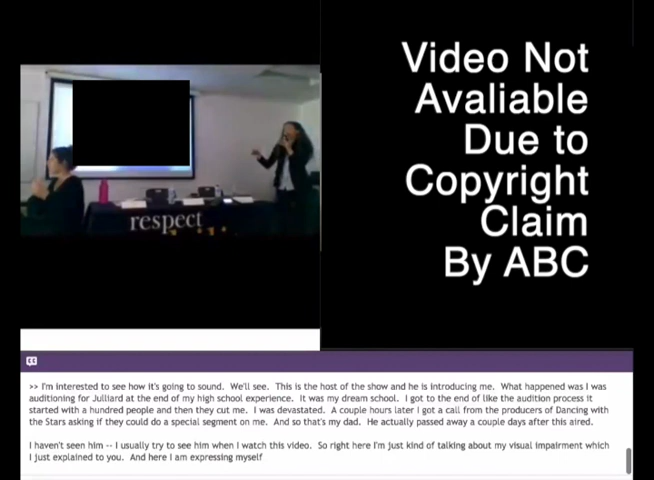 Video Not
Avaliable
Due to
Copyright
Claim
By ABC
respect
>> I'm interested to see how it's going to sound. We'll see. This is the host of the show and he is introducing me. What happened was I was
auditioning for Julliard at the end of my high school experience. It was my dream school. I got to the end of like the audition process it
started with a hundred people and then they cut me. I was devastated. A couple hours later I got a call from the producers of Dancing with
the Stars asking if they could do a special segment on me. And so that's my dad. He actually passed away a couple days after this aired.
I haven't seen him -- I usually try to see him when I watch this video. So right here I'm just kind of talking about my visual impairment which
I just explained to you. And here I am expressing myself